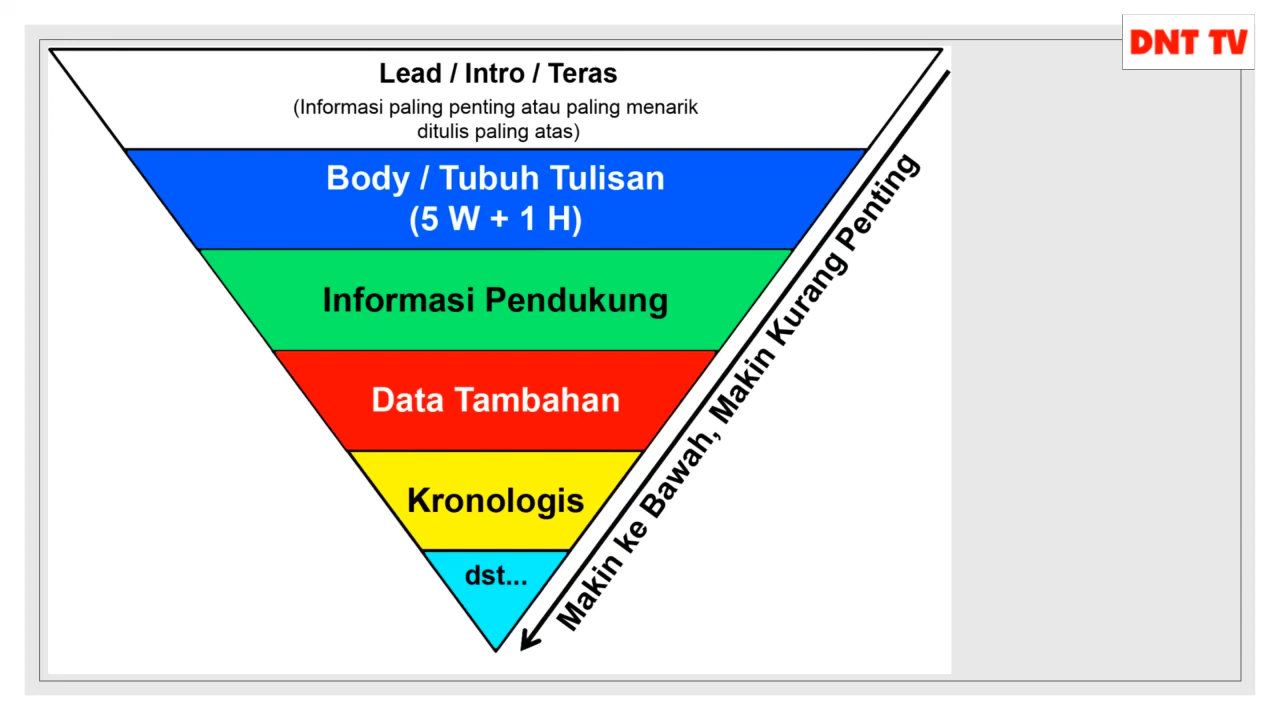 DNT TV
Lead / Intro / Teras
(Informasi paling penting atau paling menarik
ditulis paling atas)
Body / Tubuh Tulisan
(5 W + 1 H)
Informasi Pendukung
Data Tambahan
Kronologis
dst...
Makin ke Bawah, Makin Kurang Penting